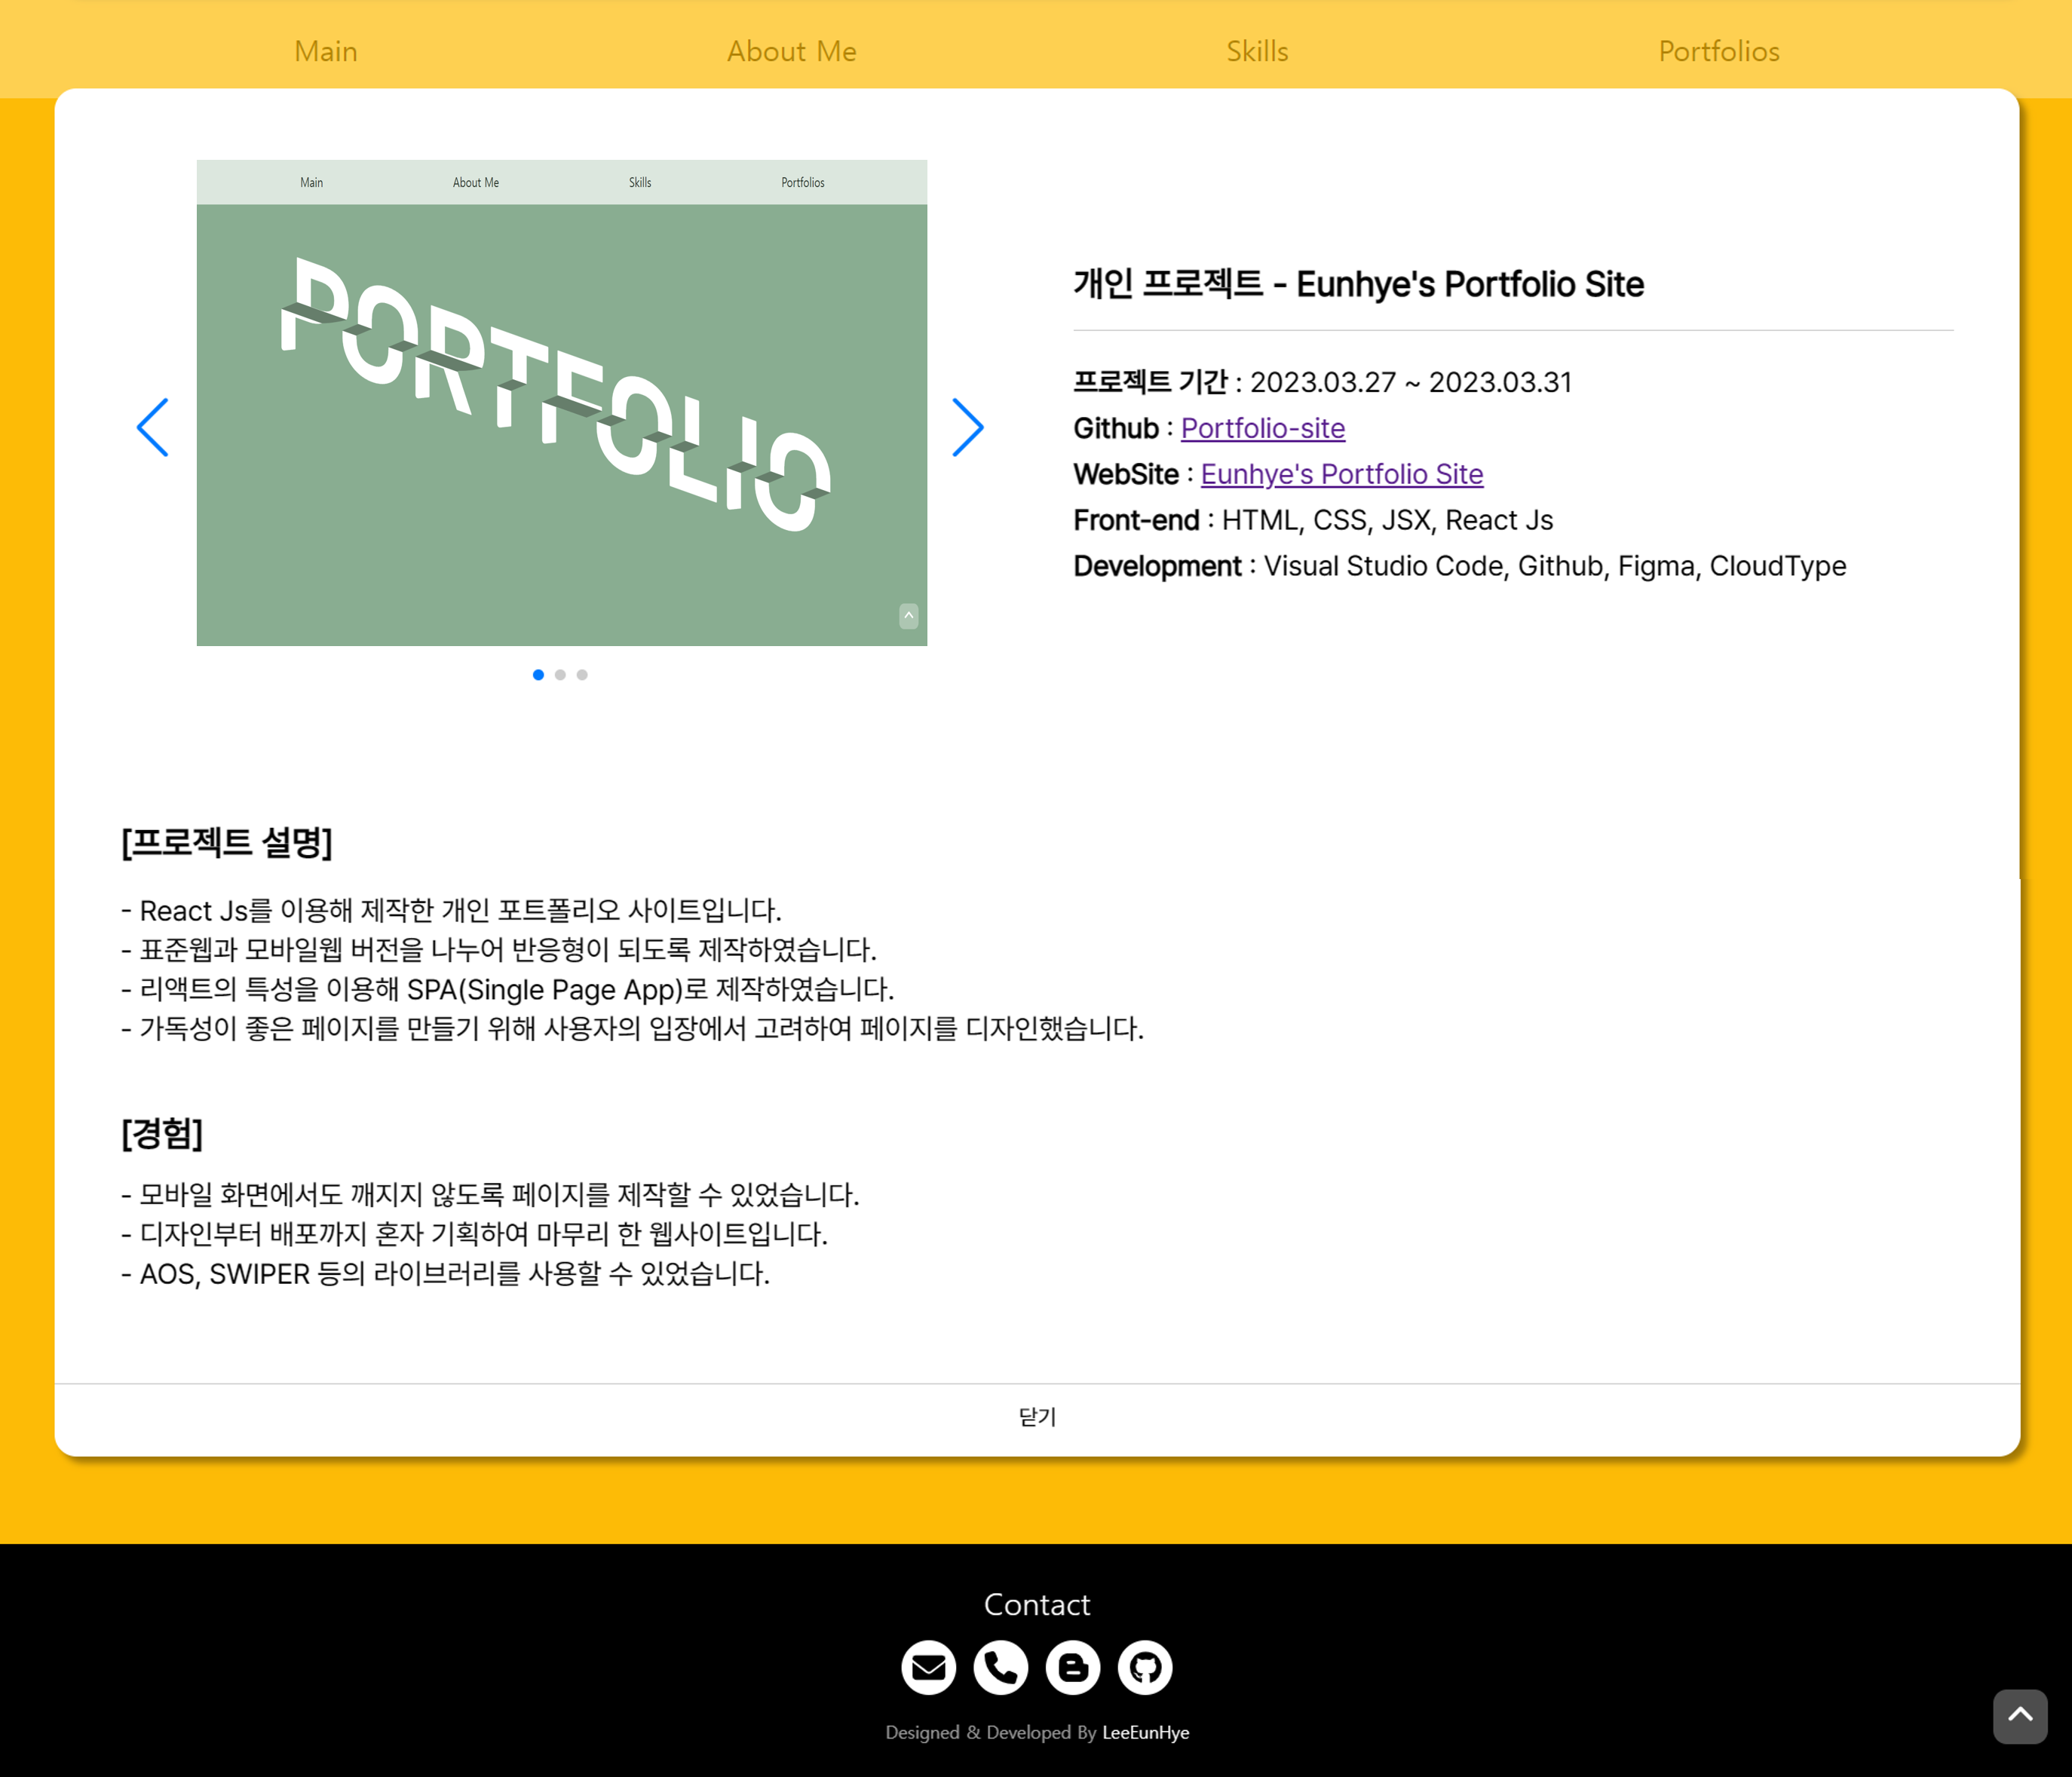 Main About Me Skills Portfolios
Main About Me Skills Portfolios
PORTFOLIO
개인 프로젝트 - Eunhye's Portfolio Site
프로젝트 기간 : 2023.03.27 ~ 2023.03.31
Github : Portfolio-site
WebSite : Eunhye's Portfolio Site
Front-end : HTML, CSS, JSX, React Js
Development : Visual Studio Code, Github, Figma, CloudType
[프로젝트 설명]
- React Js를 이용해 제작한 개인 포트폴리오 사이트입니다.
- 표준웹과 모바일웹 버전을 나누어 반응형이 되도록 제작하였습니다.
- 리액트의 특성을 이용해 SPA(Single Page App)로 제작하였습니다.
- 가독성이 좋은 페이지를 만들기 위해 사용자의 입장에서 고려하여 페이지를 디자인했습니다.
[경험]
- 모바일 화면에서도 깨지지 않도록 페이지를 제작할 수 있었습니다.
- 디자인부터 배포까지 혼자 기획하여 마무리 한 웹사이트입니다.
- AOS, SWIPER 등의 라이브러리를 사용할 수 있었습니다.
닫기
Contact
Designed & Developed By LeeEunHye